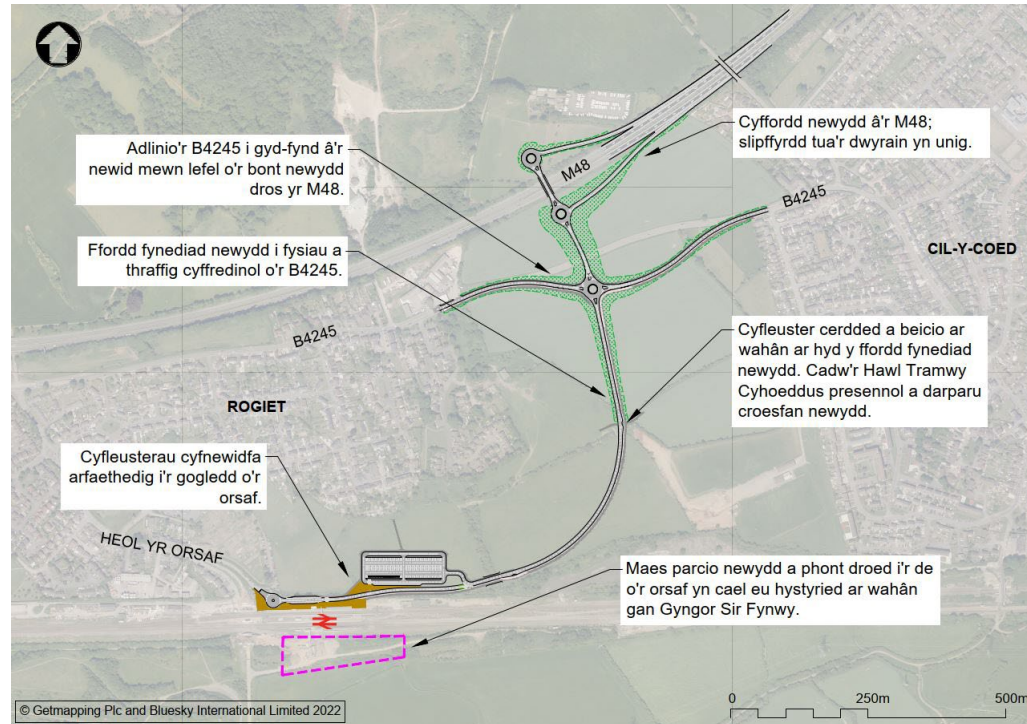 Cyffordd newydd â'r M48;
slipffyrdd tua'r dwyrain yn unig.
Adlinio'r B4245 i gyd-fynd â'r
newid mewn lefel o'r bont newydd
dros yr M48.
M48
B4245
CIL-Y-COED
Ffordd fynediad newydd i fysiau a
thraffig cyffredinol o'r B4245.
B4245
Cyfleuster cerdded a beicio ar
wahân ar hyd y ffordd fynediad
newydd. Cadw'r Hawl Tramwy
Cyhoeddus presennol a darparu
croesfan newydd.
ROGIET
Cyfleusterau cyfnewidfa
arfaethedig i'r gogledd o'r
orsaf.
HEOL YR ORSAF
Maes parcio newydd a phont droed i'r de
o'r orsaf yn cael eu hystyried ar wahân
gan Gyngor Sir Fynwy.
© Getmapping Plc and Bluesky International Limited 2022
0 250m 500m